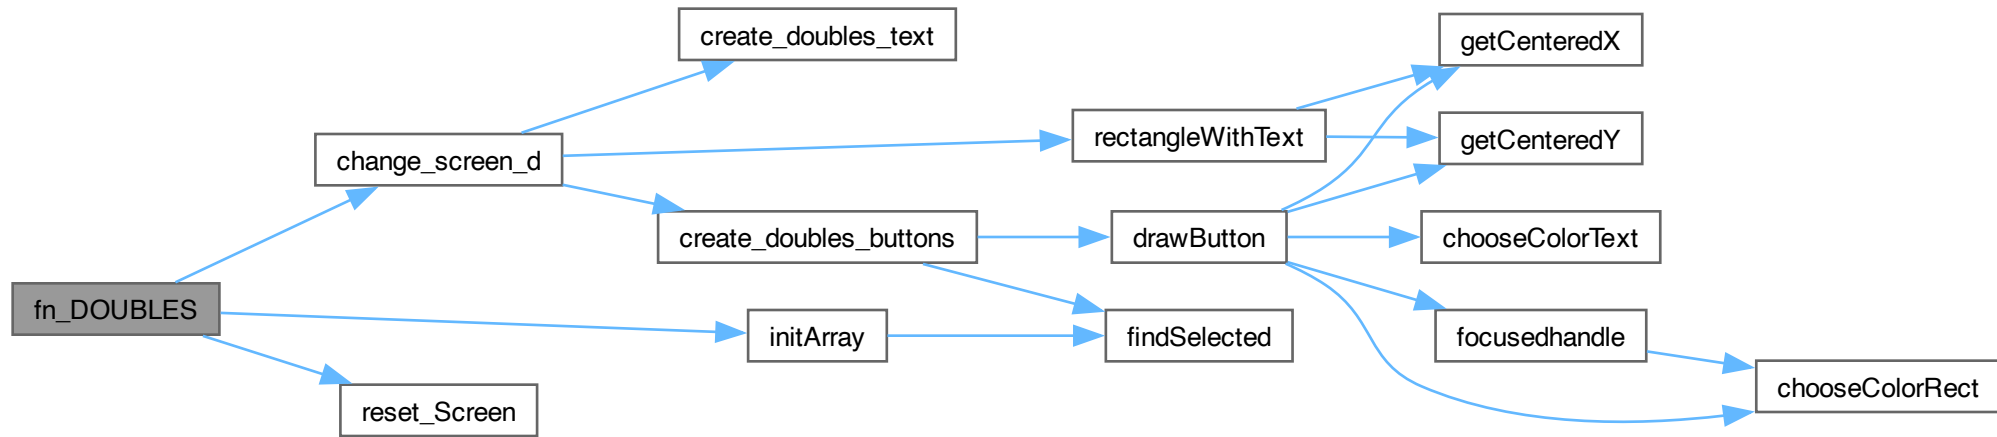 create_doubles_text
getCenteredX
rectangleWithText
getCenteredY
change_screen_d
create_doubles_buttons
drawButton
chooseColorText
fn_DOUBLES
initArray
findSelected
focusedhandle
chooseColorRect
reset_Screen